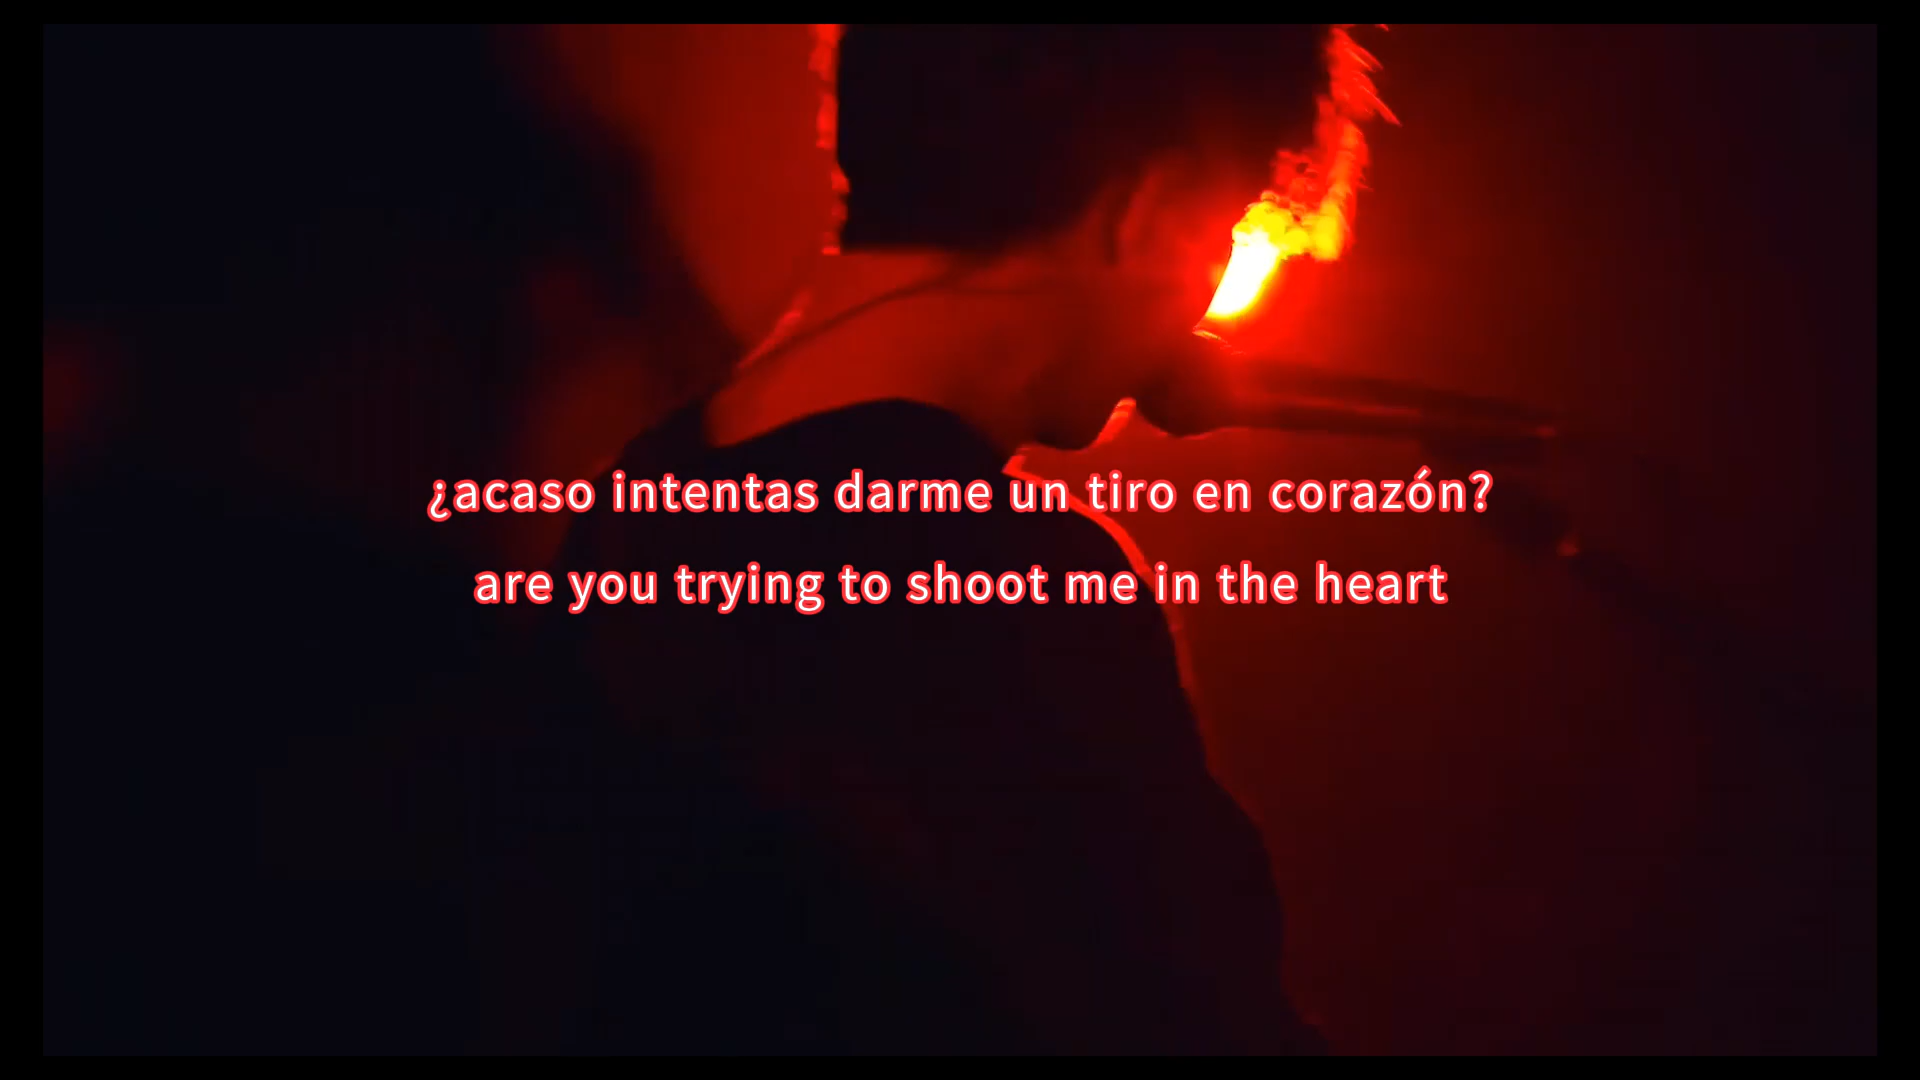 ¿acaso intentas darme un tiro en corazón?
are you trying to shoot me in the heart